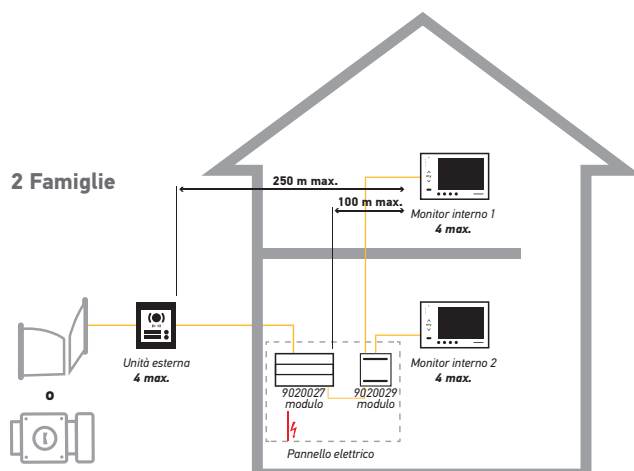 2 Famiglie
250 m max.
100 m max.
Monitor interno 1
4 max.
Unità esterna
4 max.
o
9020027
modulo
9020029
modulo
Monitor interno 2
4 max.
Pannello elettrico